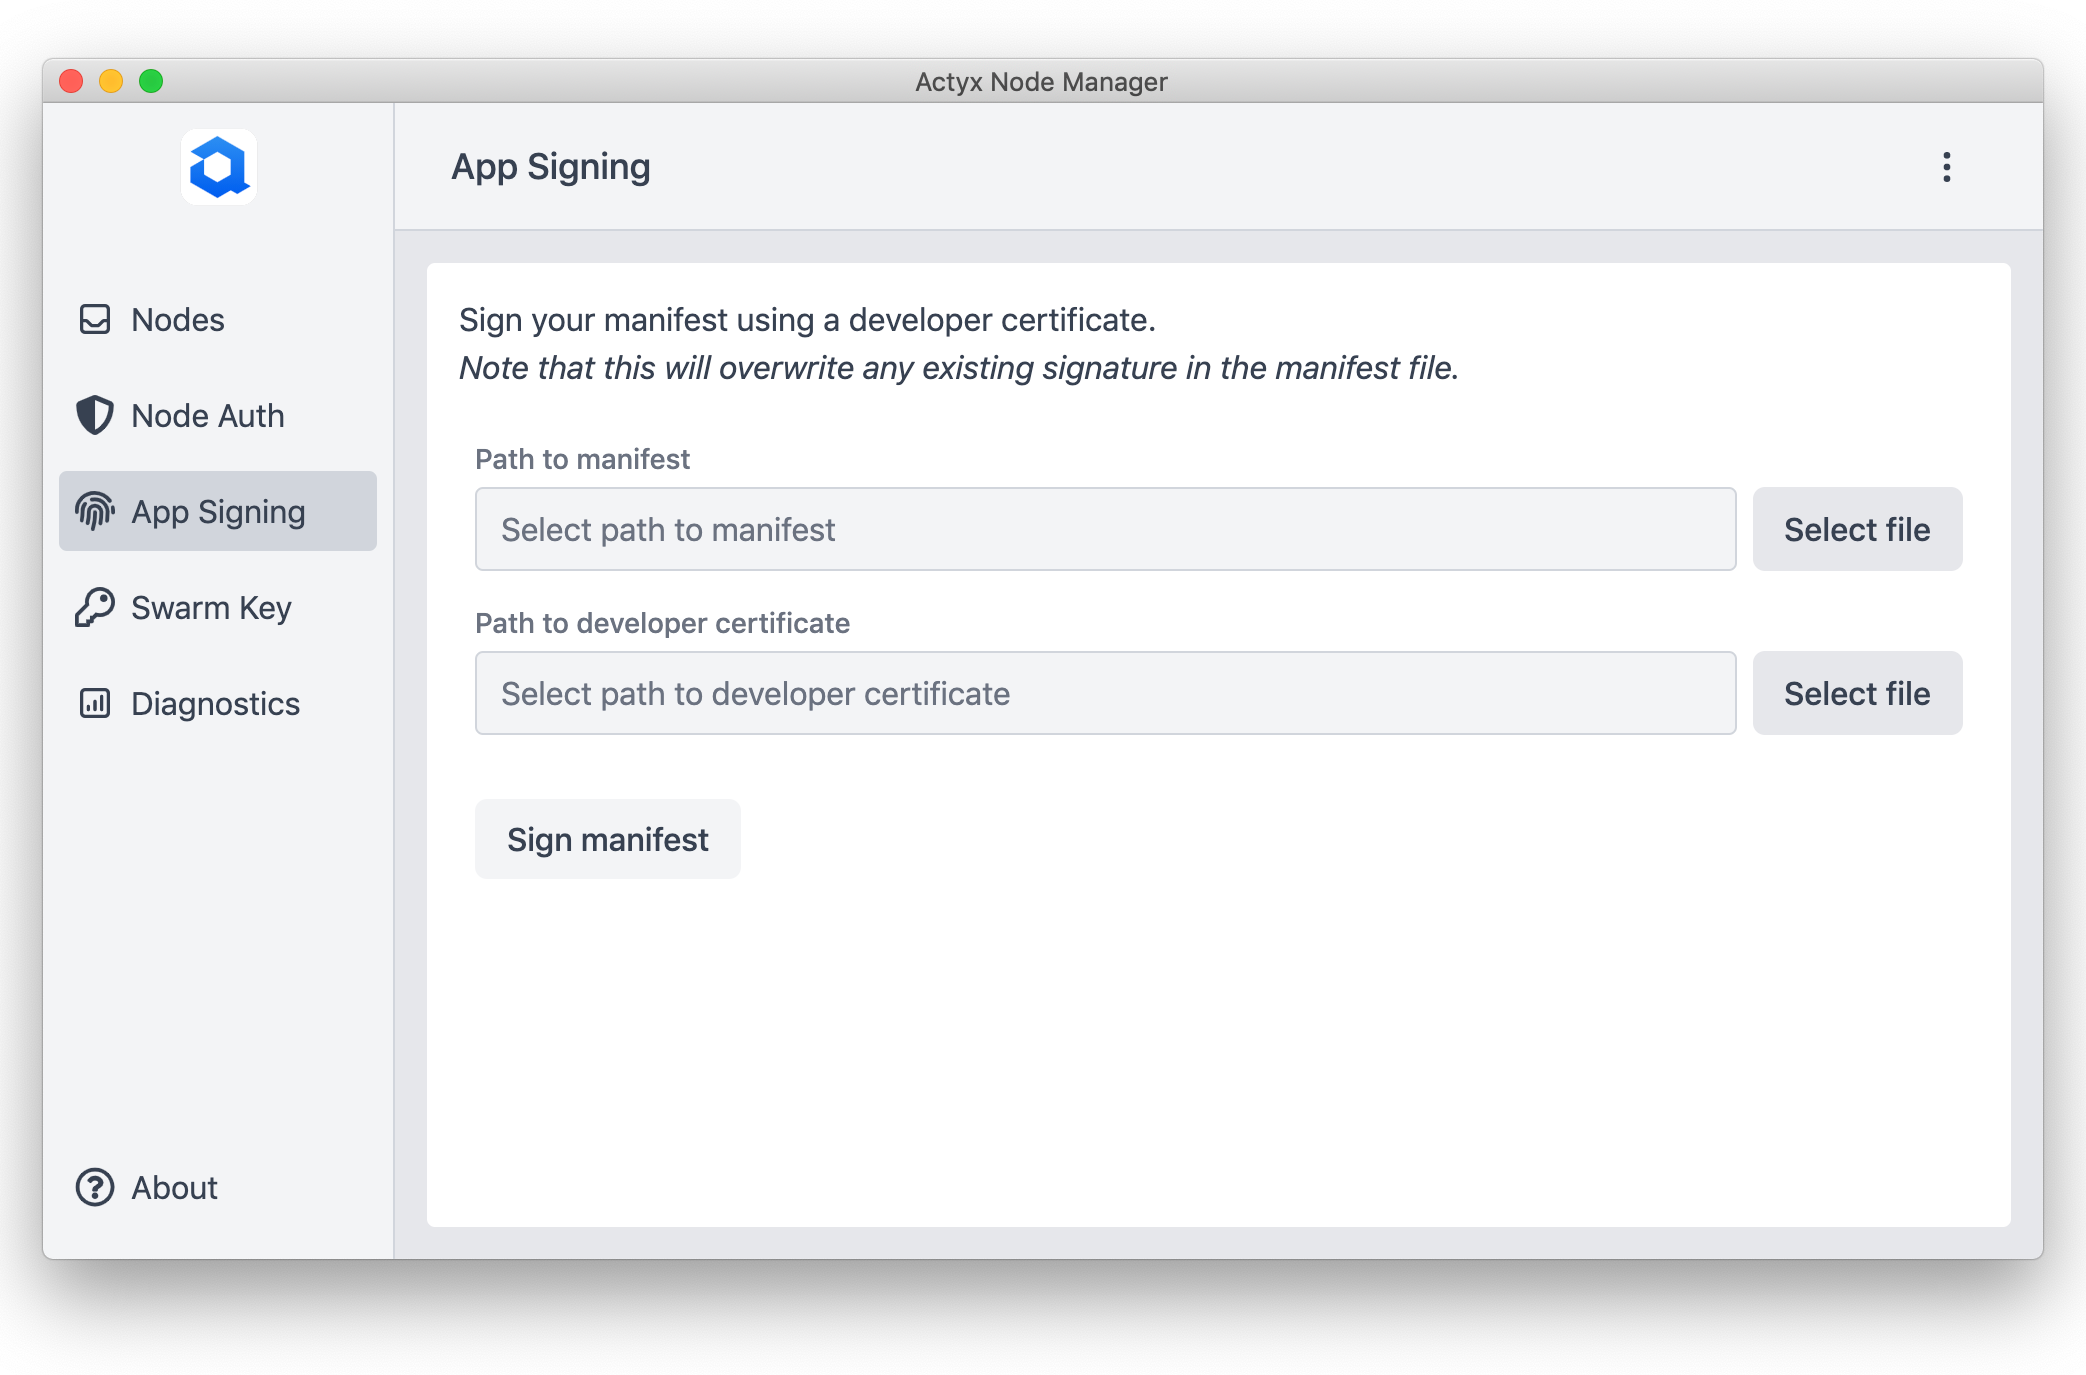 Actyx Node Manager
App Signing
Nodes
Node Auth
App Signing
Swarm Key
Diagnostics
About
Sign your manifest using a developer certificate.
Note that this will overwrite any existing signature in the manifest file.
Path to manifest
Select path to manifest
Select file
Path to developer certificate
Select path to developer certificate
Select file
Sign manifest